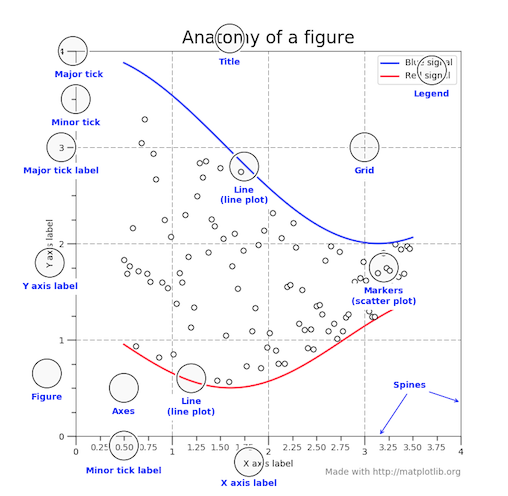 Anatomy of a figure
4
Blue signal
Red signal
Major tick
Title
Legend
Minor tick
3
Major tick label
Grid
Line
(line plot)
Y axis label
2
Y axis label
Markers
(scatter plot)
1
Spines
Figure
Axes
Line
(line plot)
0
0 0.25 0.50 0.75 1 1.25 1.50 1.75 2 2.25 2.50 2.75 3 3.25 3.50 4
Minor tick label
X axis label
Made with http://matplotlib.org
X axis label